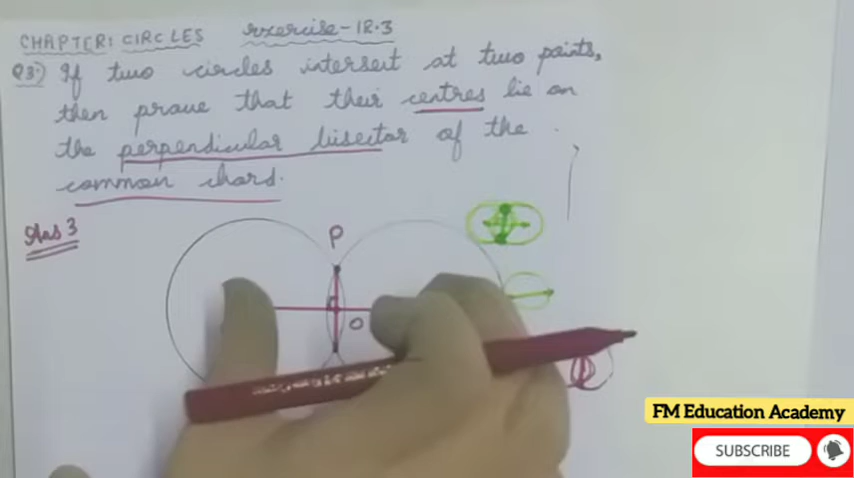 CHAPTER: CIRCLES exercise-12.3
Q3.) If two circles intersect at two points,
then prove that their centres lie on
the perpendicular bisector of the
common chord.
Ans 3
P
O
FM Education Academy
SUBSCRIBE